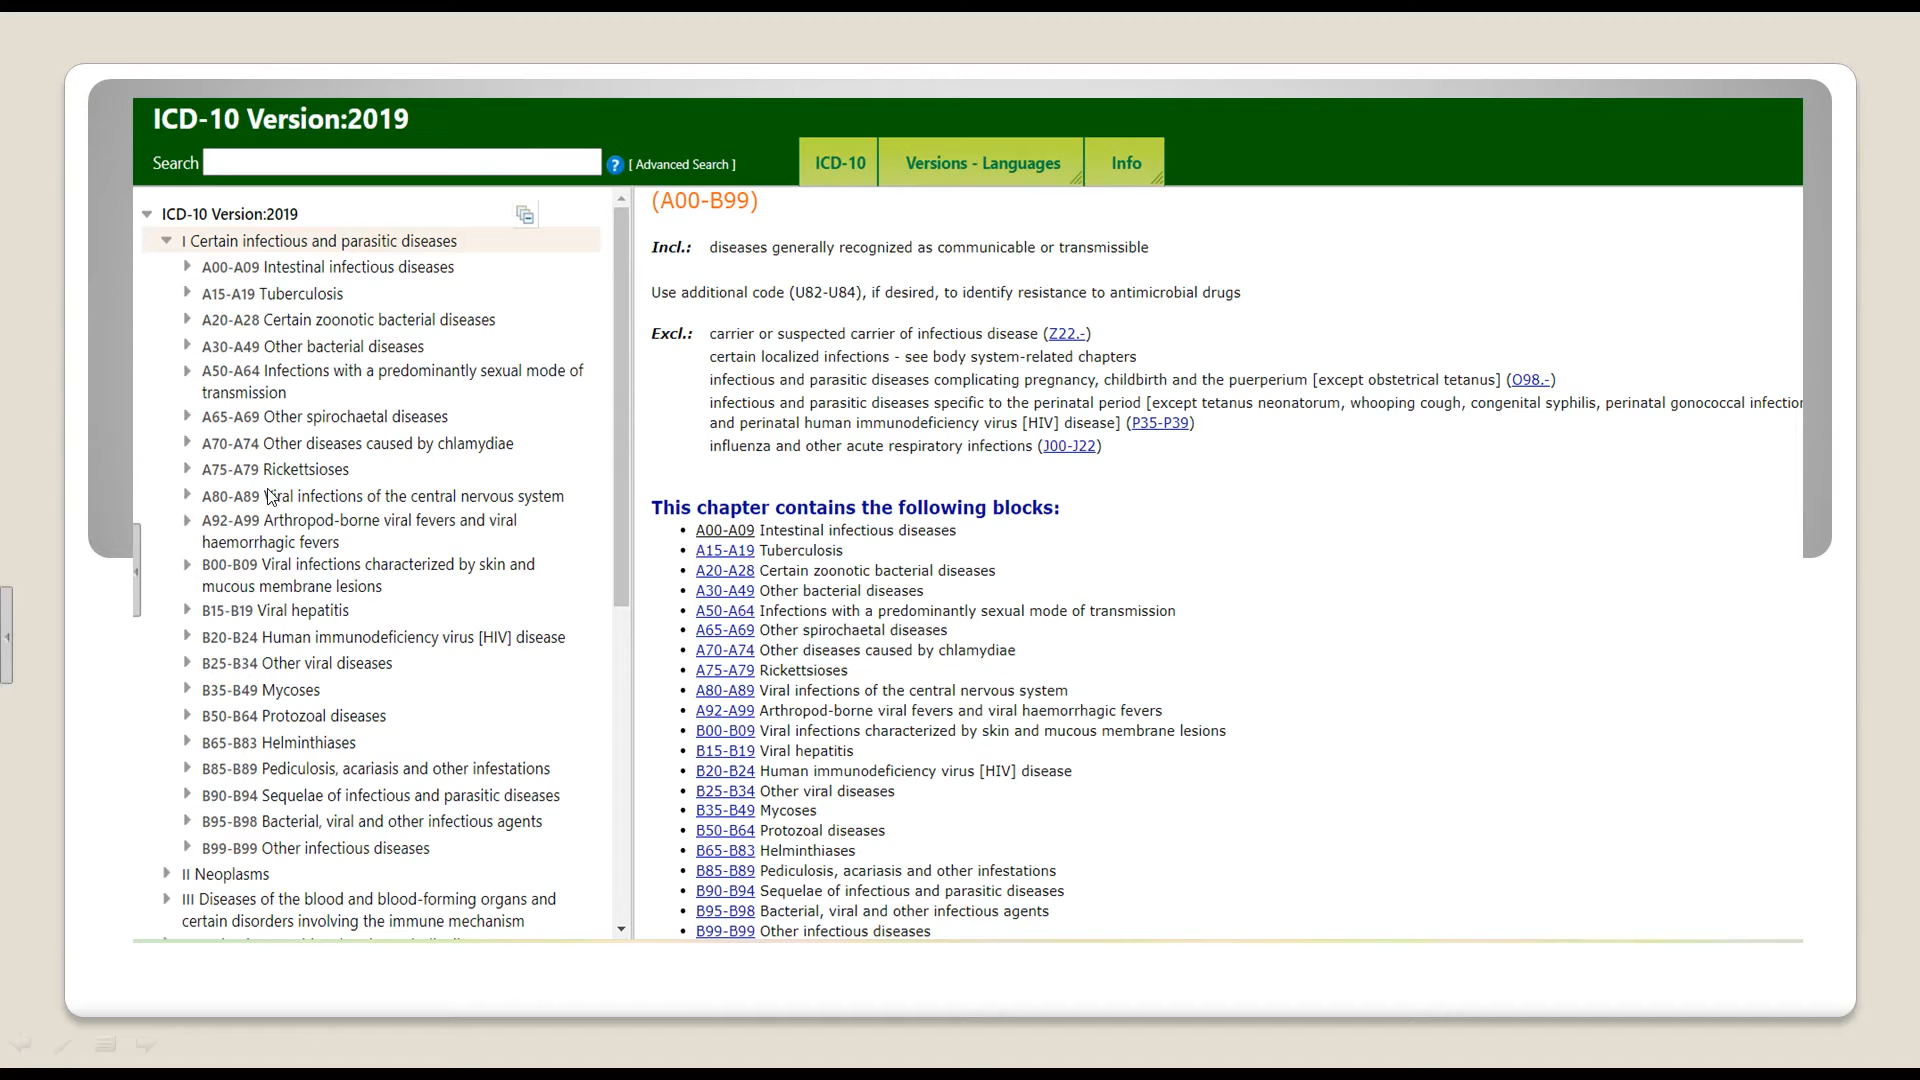 ICD-10 Version:2019
Search
?
[ Advanced Search ]
ICD-10
Versions - Languages
Info
ICD-10 Version:2019
I Certain infectious and parasitic diseases
A00-A09 Intestinal infectious diseases
A15-A19 Tuberculosis
A20-A28 Certain zoonotic bacterial diseases
A30-A49 Other bacterial diseases
A50-A64 Infections with a predominantly sexual mode of
transmission
A65-A69 Other spirochaetal diseases
A70-A74 Other diseases caused by chlamydiae
A75-A79 Rickettsioses
A80-A89 Viral infections of the central nervous system
A92-A99 Arthropod-borne viral fevers and viral
haemorrhagic fevers
B00-B09 Viral infections characterized by skin and
mucous membrane lesions
B15-B19 Viral hepatitis
B20-B24 Human immunodeficiency virus [HIV] disease
B25-B34 Other viral diseases
B35-B49 Mycoses
B50-B64 Protozoal diseases
B65-B83 Helminthiases
B85-B89 Pediculosis, acariasis and other infestations
B90-B94 Sequelae of infectious and parasitic diseases
B95-B98 Bacterial, viral and other infectious agents
B99-B99 Other infectious diseases
II Neoplasms
III Diseases of the blood and blood-forming organs and
certain disorders involving the immune mechanism
(A00-B99)
Incl.: diseases generally recognized as communicable or transmissible
Use additional code (U82-U84), if desired, to identify resistance to antimicrobial drugs
Excl.: carrier or suspected carrier of infectious disease (Z22.-)
certain localized infections - see body system-related chapters
infectious and parasitic diseases complicating pregnancy, childbirth and the puerperium [except obstetrical tetanus] (O98.-)
infectious and parasitic diseases specific to the perinatal period [except tetanus neonatorum, whooping cough, congenital syphilis, perinatal gonococcal infection
and perinatal human immunodeficiency virus [HIV] disease] (P35-P39)
influenza and other acute respiratory infections (J00-J22)
This chapter contains the following blocks:
• A00-A09 Intestinal infectious diseases
• A15-A19 Tuberculosis
• A20-A28 Certain zoonotic bacterial diseases
• A30-A49 Other bacterial diseases
• A50-A64 Infections with a predominantly sexual mode of transmission
• A65-A69 Other spirochaetal diseases
• A70-A74 Other diseases caused by chlamydiae
• A75-A79 Rickettsioses
• A80-A89 Viral infections of the central nervous system
• A92-A99 Arthropod-borne viral fevers and viral haemorrhagic fevers
• B00-B09 Viral infections characterized by skin and mucous membrane lesions
• B15-B19 Viral hepatitis
• B20-B24 Human immunodeficiency virus [HIV] disease
• B25-B34 Other viral diseases
• B35-B49 Mycoses
• B50-B64 Protozoal diseases
• B65-B83 Helminthiases
• B85-B89 Pediculosis, acariasis and other infestations
• B90-B94 Sequelae of infectious and parasitic diseases
• B95-B98 Bacterial, viral and other infectious agents
• B99-B99 Other infectious diseases